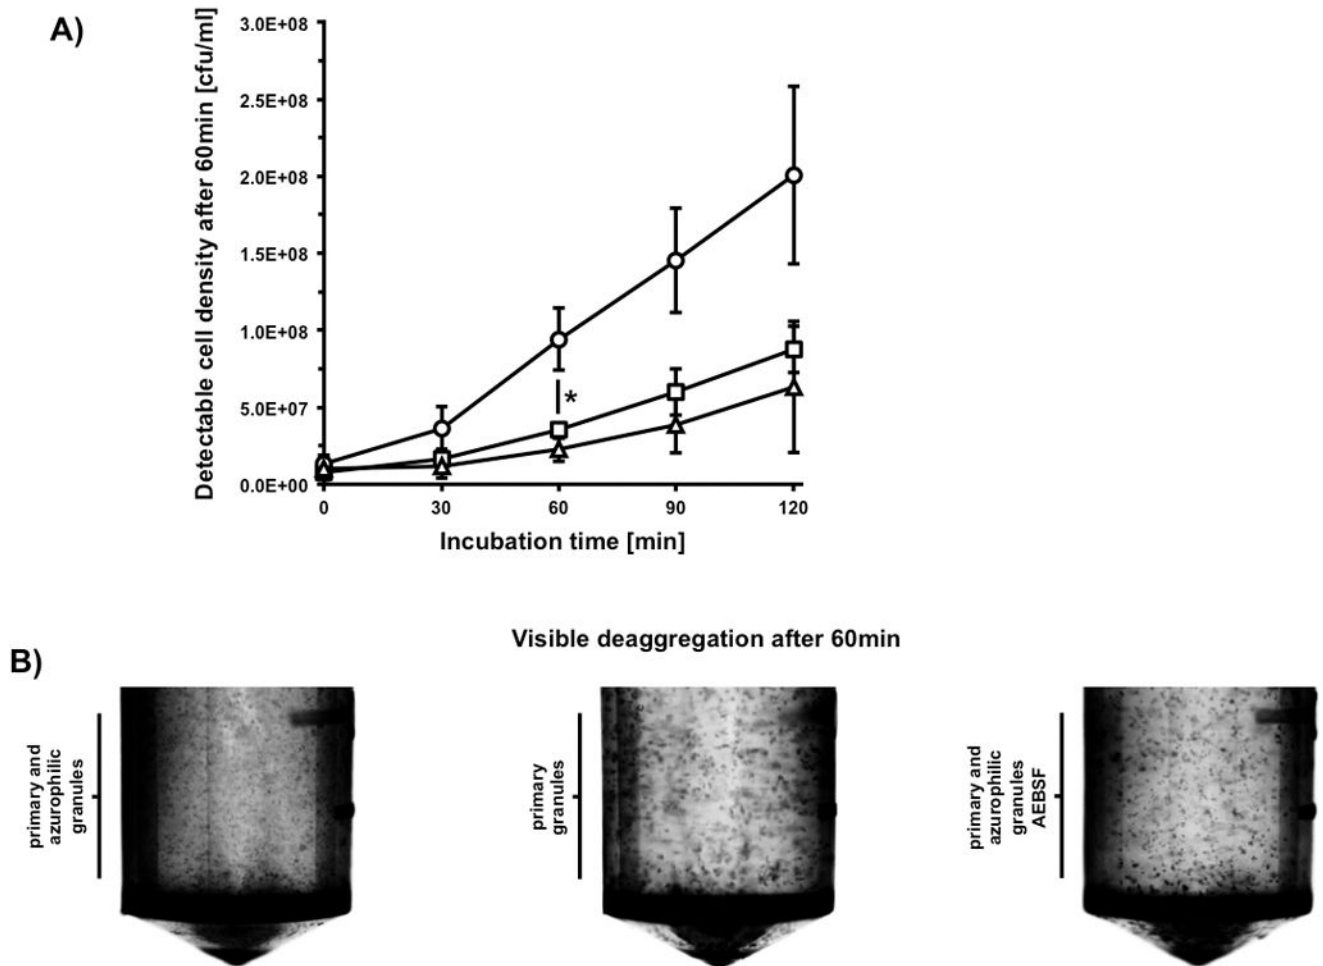 A)
Detectable cell density after 60min [cfu/ml]
3.0E+08
2.5E+08
2.0E+08
1.5E+08
1.0E+08
5.0E+07
0.0E+00
*
0 30 60 90 120
Incubation time [min]
Visible deaggregation after 60min
B)
primary and
azurophilic
granules
primary
granules
primary and
azurophilic
granules
AEBSF